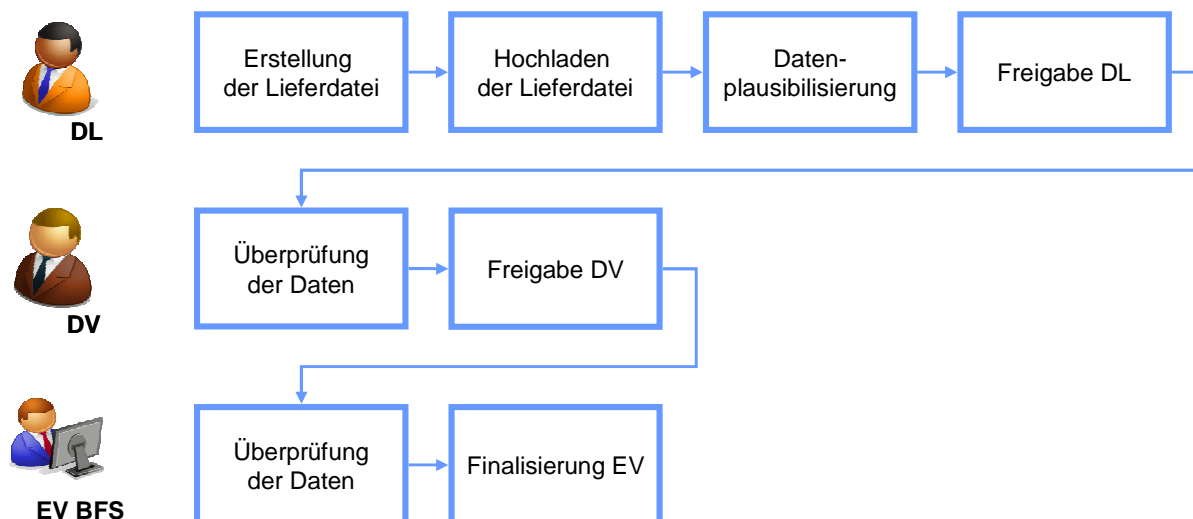 Erstellung
der Lieferdatei
Hochladen
der Lieferdatei
Daten-
plausibilisierung
Freigabe DL
DL
Überprüfung
der Daten
Freigabe DV
DV
Überprüfung
der Daten
Finalisierung EV
EV BFS